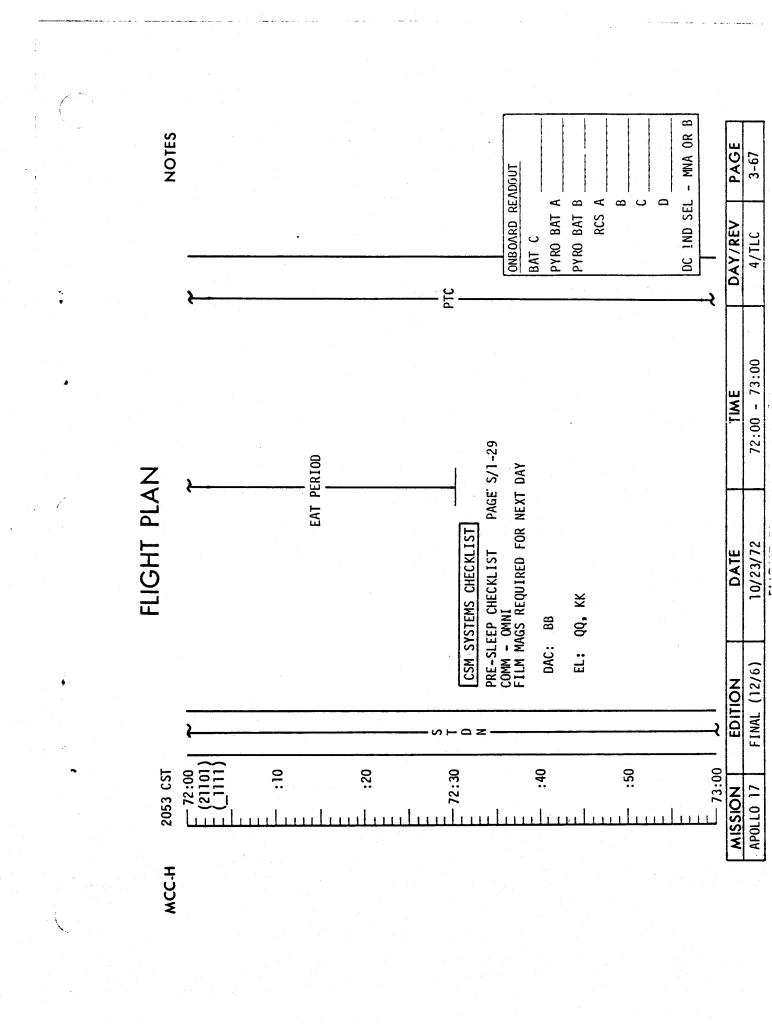 FLIGHT PLAN
MCC-H
NOTES
2053 CST
72:00
{21101}
{_1111}
:10
:20
72:30
:40
:50
73:00
S
T
D
N
EAT PERIOD
CSM SYSTEMS CHECKLIST
PRE-SLEEP CHECKLIST PAGE S/1-29
COMM - OMNI
FILM MAGS REQUIRED FOR NEXT DAY
DAC: BB
EL: QQ, KK
PTC
ONBOARD READOUT
BAT C
PYRO BAT A
PYRO BAT B
RCS A
B
C
D
DC IND SEL - MNA OR B
MISSION EDITION DATE TIME DAY/REV PAGE
APOLLO 17 FINAL (12/6) 10/23/72 72:00 - 73:00 4/TLC 3-67